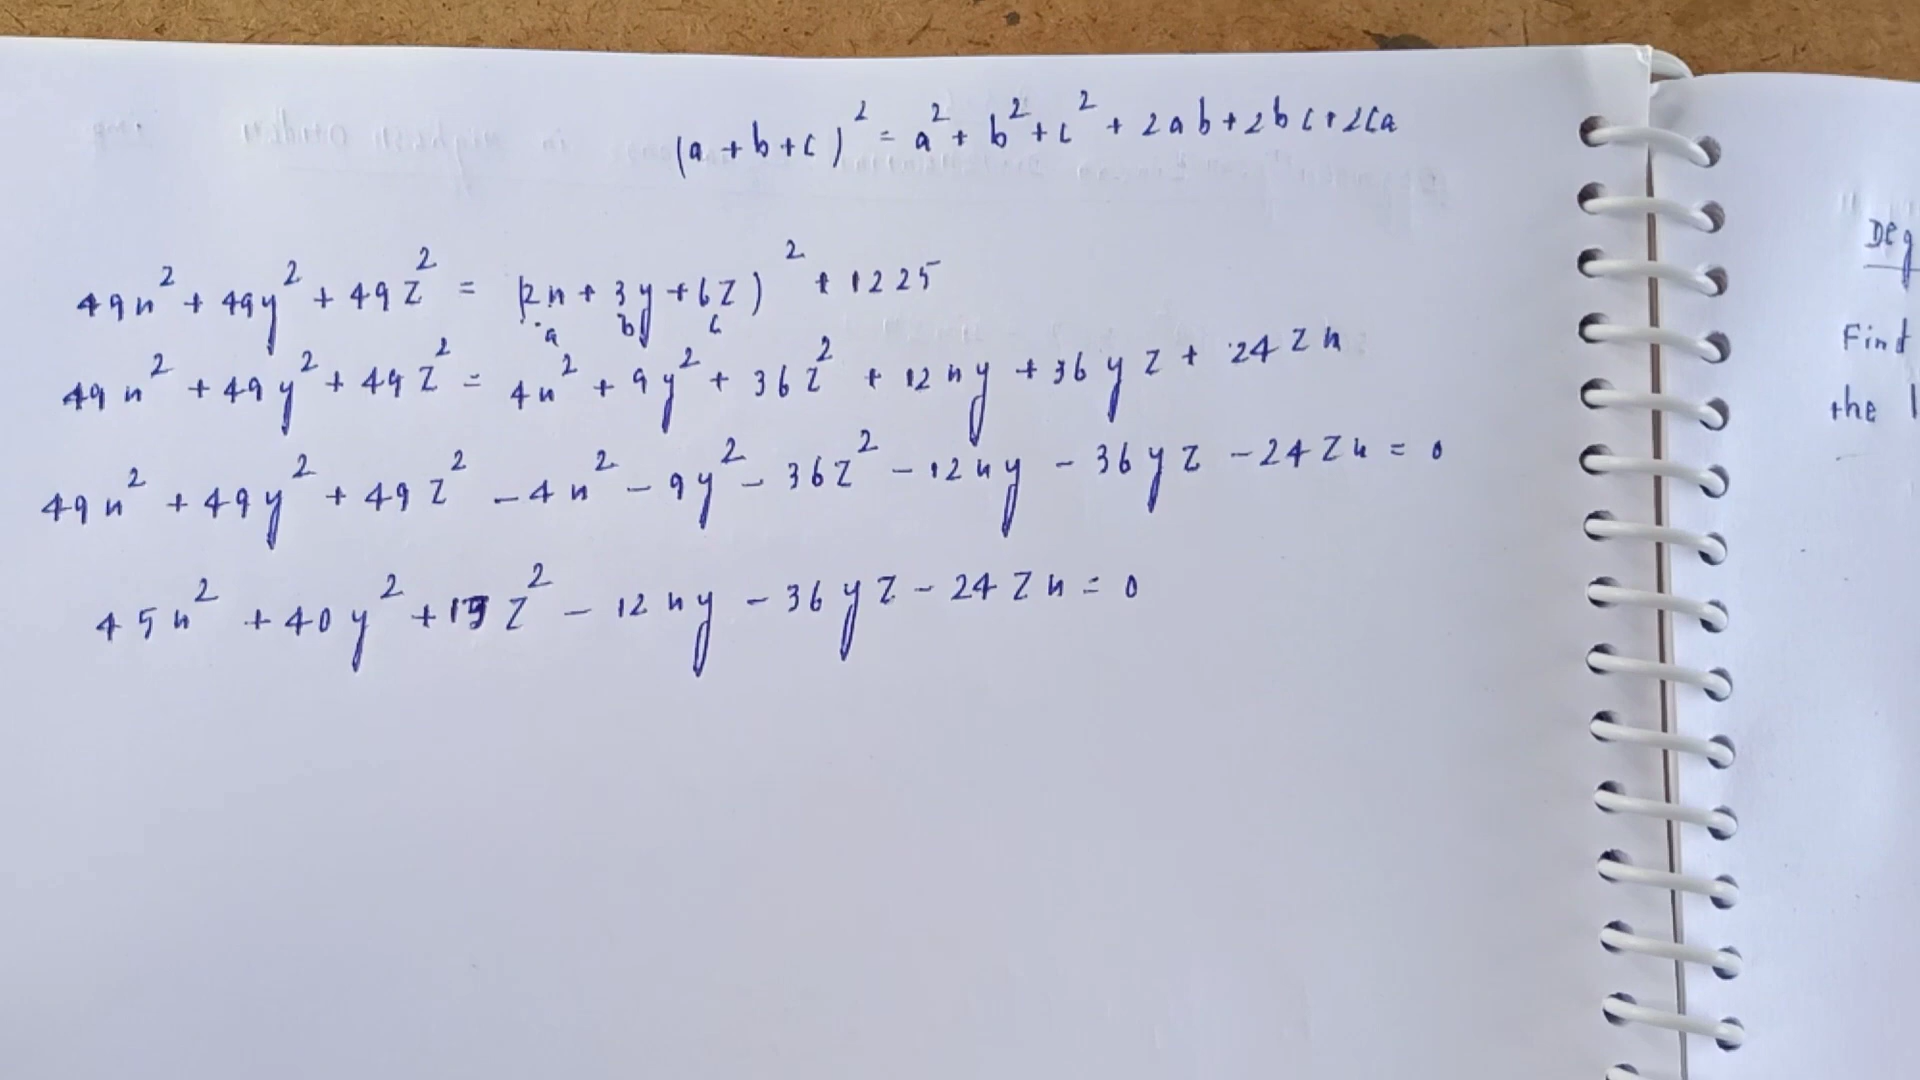 (a + b + c)² = a² + b² + c² + 2ab + 2bc + 2ca
49x² + 49y² + 49z² = (2x + 3y + 6z)² + 1225
a b c
49x² + 49y² + 49z² = 4x² + 9y² + 36z² + 12xy + 36yz + 24zx
49x² + 49y² + 49z² - 4x² - 9y² - 36z² - 12xy - 36yz - 24zx = 0
45x² + 40y² + 13z² - 12xy - 36yz - 24zx = 0
Deg
Find
the